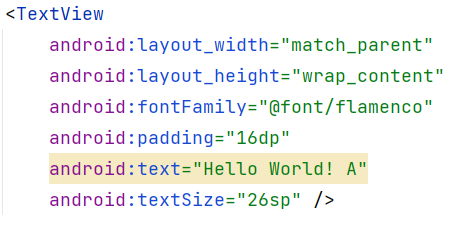 <TextView
android:layout_width="match_parent"
android:layout_height="wrap_content"
android:fontFamily="@font/flamenco"
android:padding="16dp"
android:text="Hello World! A"
android:textSize="26sp" />